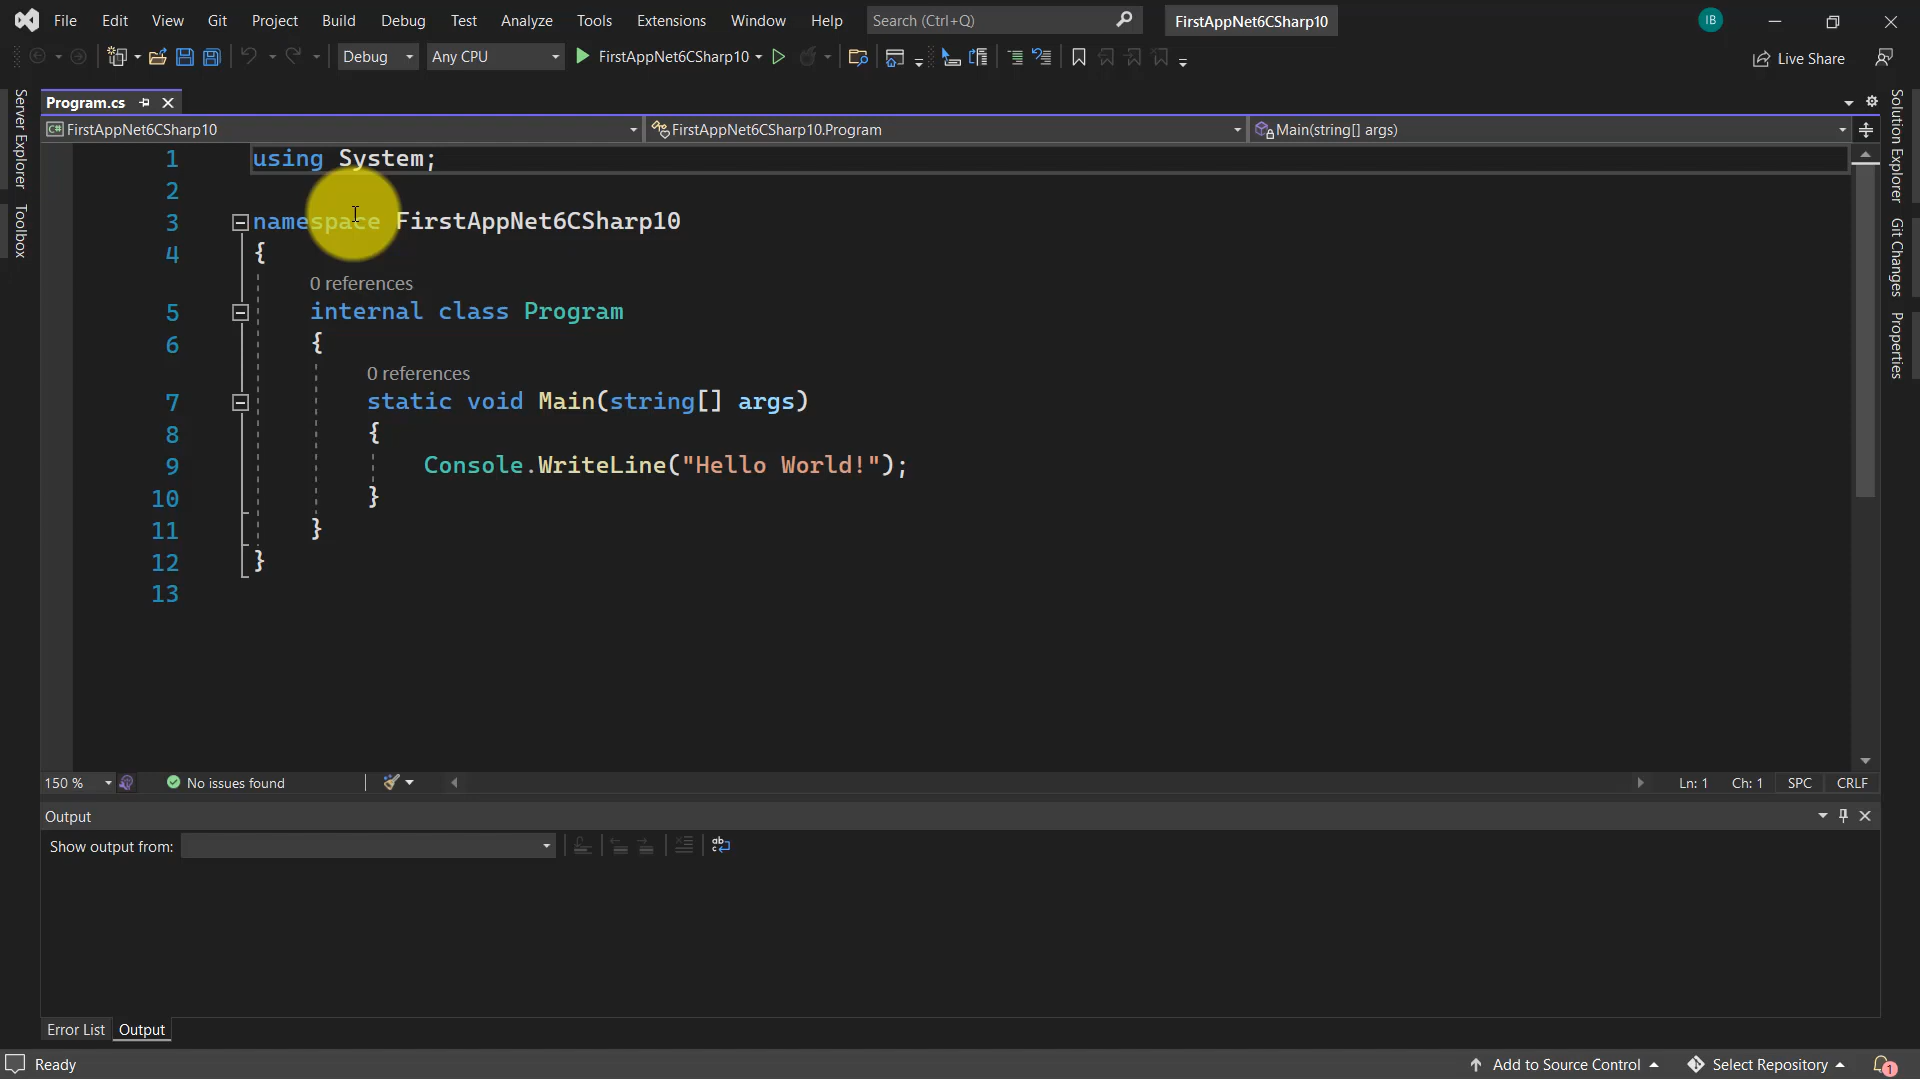 File Edit View Git Project Build Debug Test Analyze Tools Extensions Window Help Search (Ctrl+Q) FirstAppNet6CSharp10 IB
Debug Any CPU FirstAppNet6CSharp10 Live Share
Server Explorer
Toolbox
Program.cs
FirstAppNet6CSharp10 FirstAppNet6CSharp10.Program Main(string[] args)
1 using System;
2
3 namespace FirstAppNet6CSharp10
4 {
0 references
5 internal class Program
6 {
0 references
7 static void Main(string[] args)
8 {
9 Console.WriteLine("Hello World!");
10 }
11 }
12 }
13
Solution Explorer
Git Changes
Properties
150 % No issues found Ln: 1 Ch: 1 SPC CRLF
Output
Show output from:
Error List Output
Ready Add to Source Control Select Repository 1